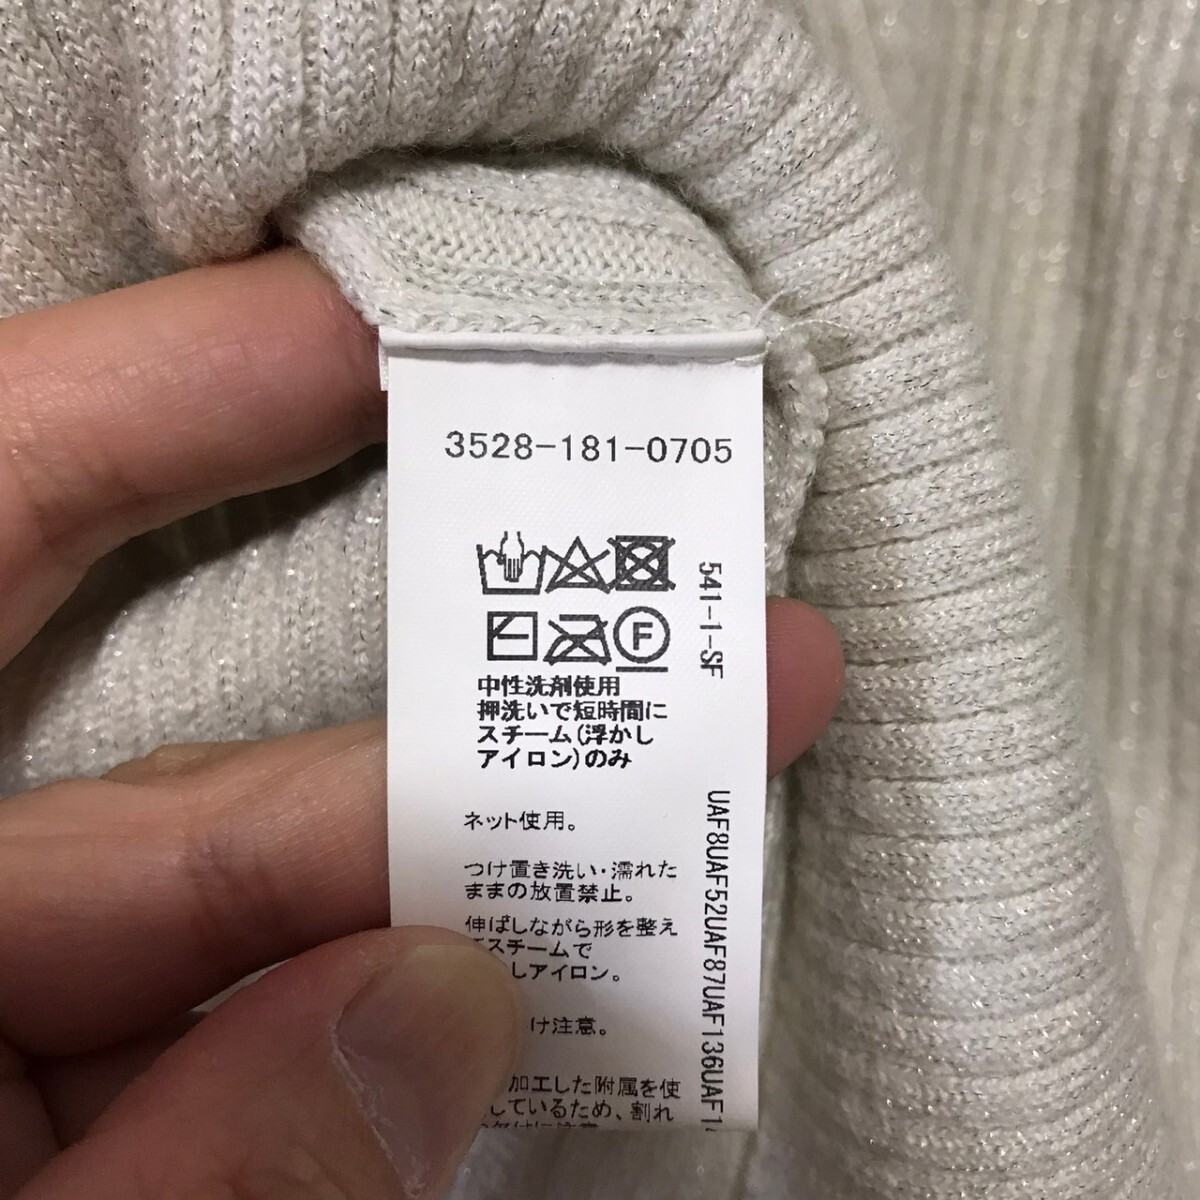 3528-181-0705
541-1-SF
F
中性洗剤使用
押洗いで短時間に
スチーム(浮かし
アイロン)のみ
ネット使用。
つけ置き洗い・濡れた
ままの放置禁止。
伸ばしながら形を整え
スチームで
しアイロン。
け注意。
加工した附属を使
しているため、割れ
UAF8UAF52UAF87UAF136UAF1